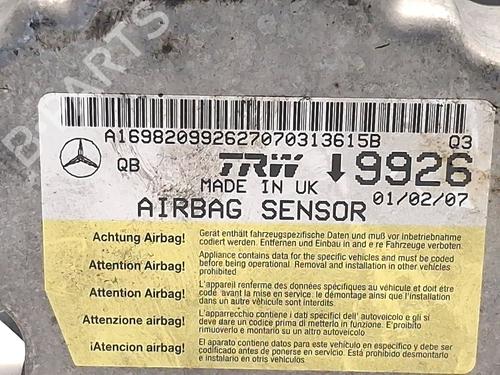 A169820992627070313615B Q3
QB TRW 9926
MADE IN UK 01/02/07
AIRBAG SENSOR
Achtung Airbag! Gerät enthält fahrzeugspezifische Daten und muß vor inbetriebnahme
codiert werden. Entfernen und Einbau in and e re Fahrzeuge verboten.
Attention Airbag! Appliance contains data for the specific vehicles and must be coded
before being operational. Removal and installation in other vehicles
prohibited
Attention Airbag! L'appareil renferme des données spécifiques au véhicule et doit être
codé avant la mise en service. le démontage ainsi que l'installation
dans un autre véhicule sont interdits.
Attenzione airbag! L'apparecchio contiene i dati dell' autoveicolo e gli si
deve dare un codice prima di metterlo in funzione. E'proibito
rimuoverlo e montarlo su un altro autoveicolo
¡Atencion airbag! El aparato contiene datos para este vehículo en específico y debe ser
codificado antes de ponerse en servicio. Está prohibido desmontarlo
e instalarlo en otros vehículos
B-PARTS